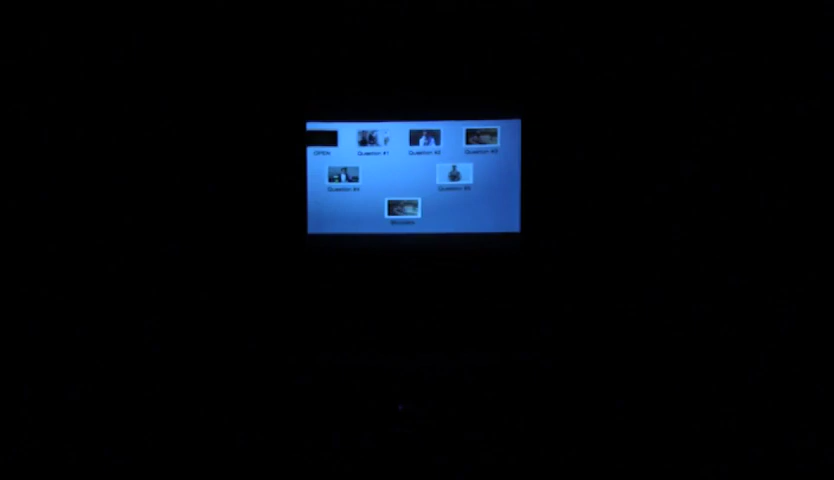 OPEN
Question #1
Question #2
Question #3
Question #4
Question #5